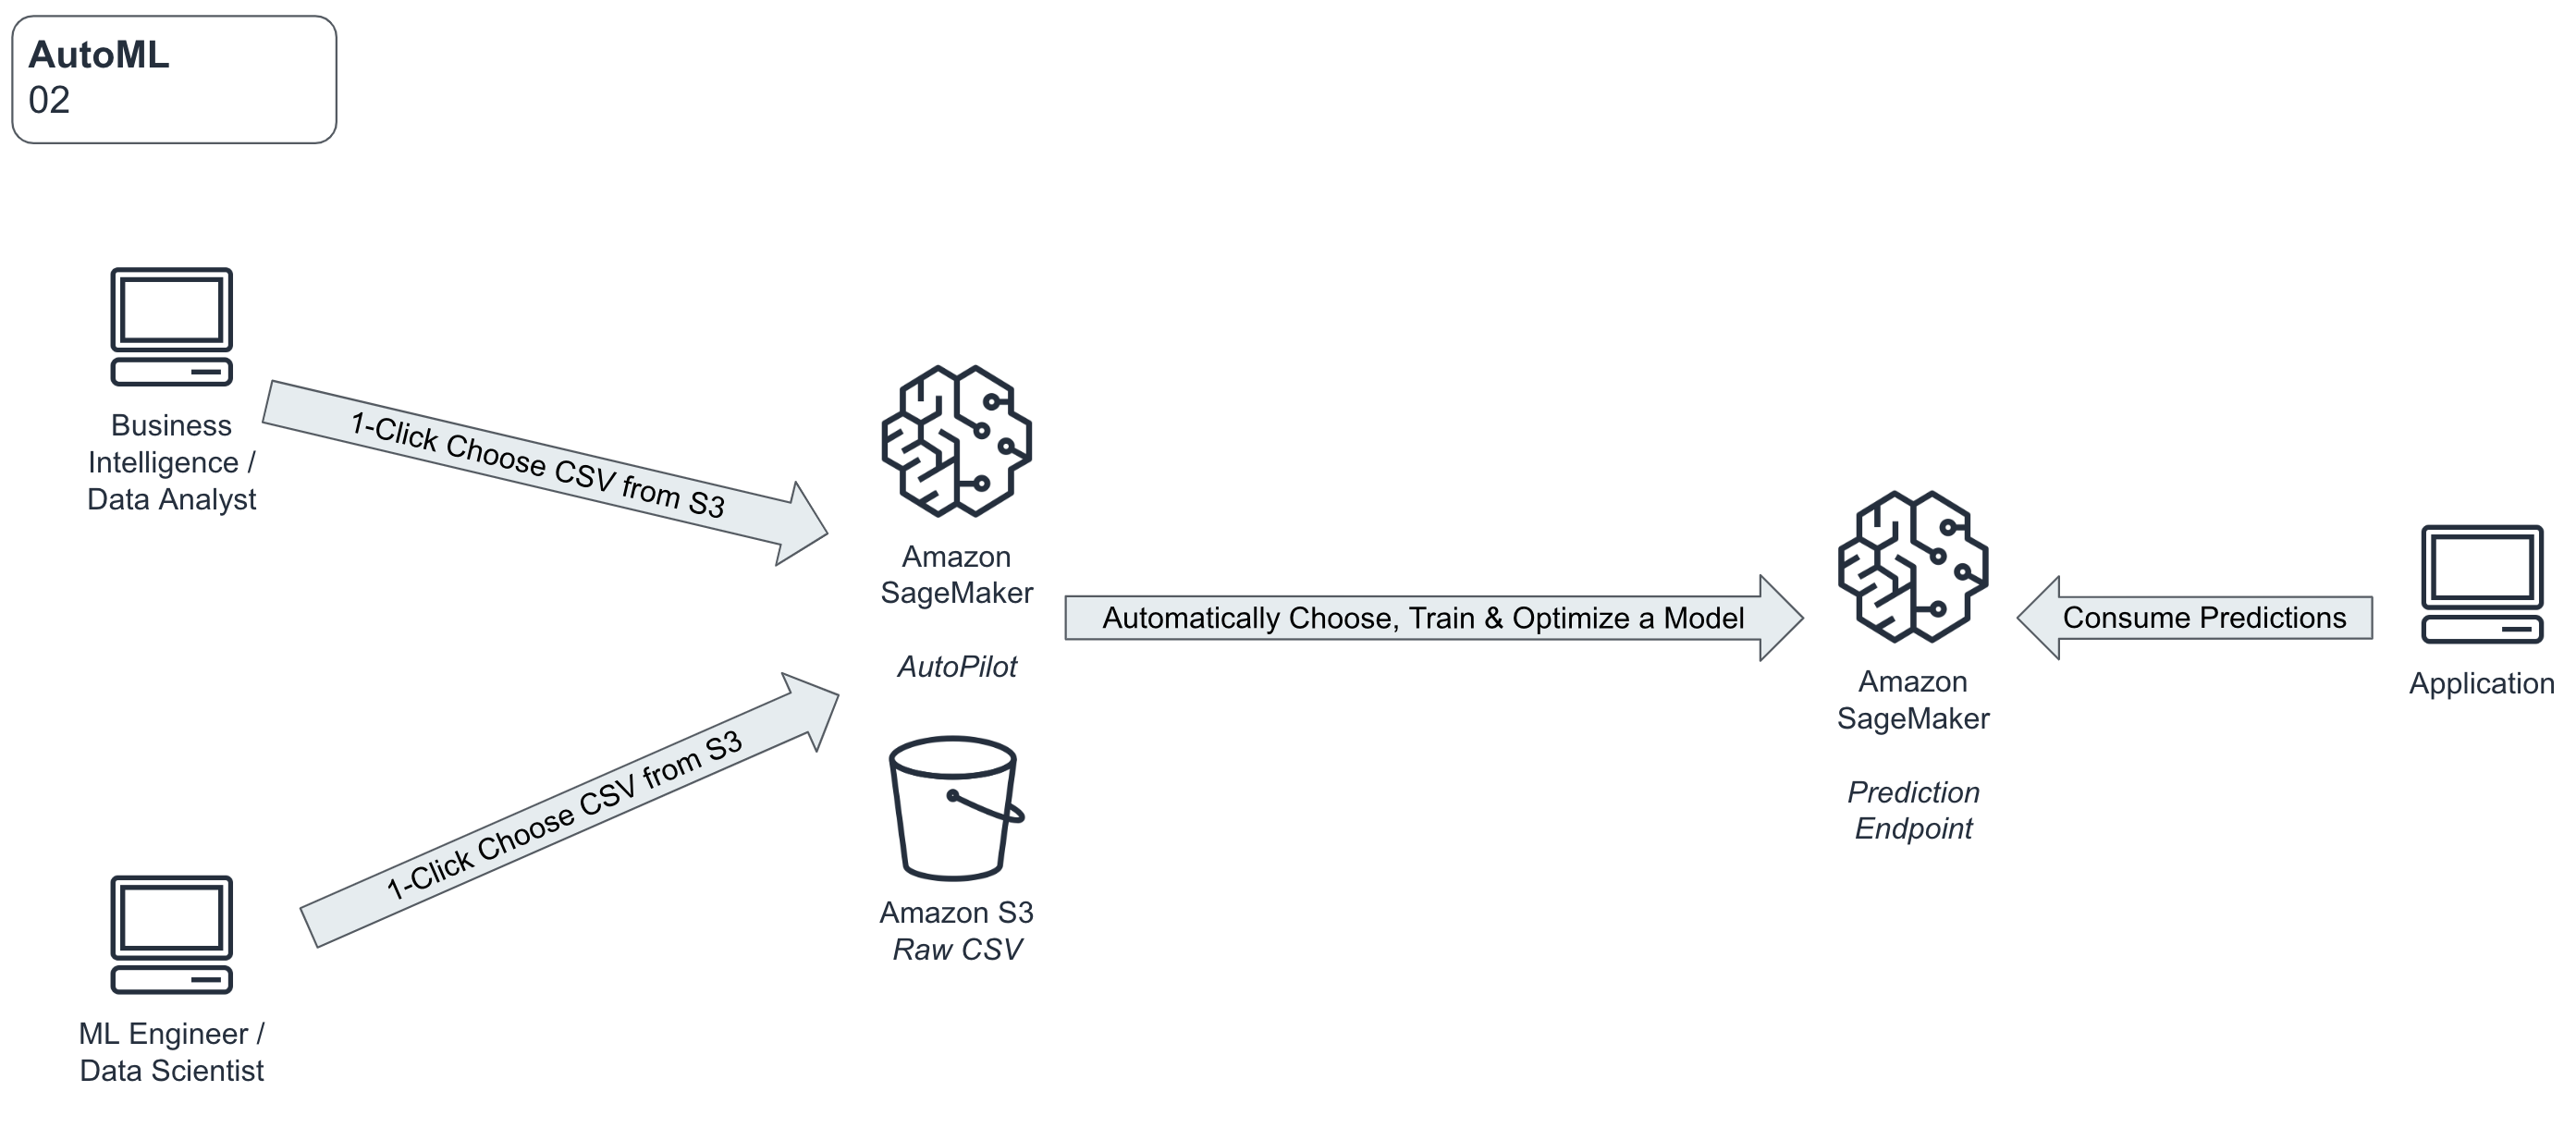 AutoML
02
Business
Intelligence /
Data Analyst
1-Click Choose CSV from S3
Amazon
SageMaker
AutoPilot
1-Click Choose CSV from S3
ML Engineer /
Data Scientist
Amazon S3
Raw CSV
Automatically Choose, Train & Optimize a Model
Amazon
SageMaker
Prediction
Endpoint
Consume Predictions
Application